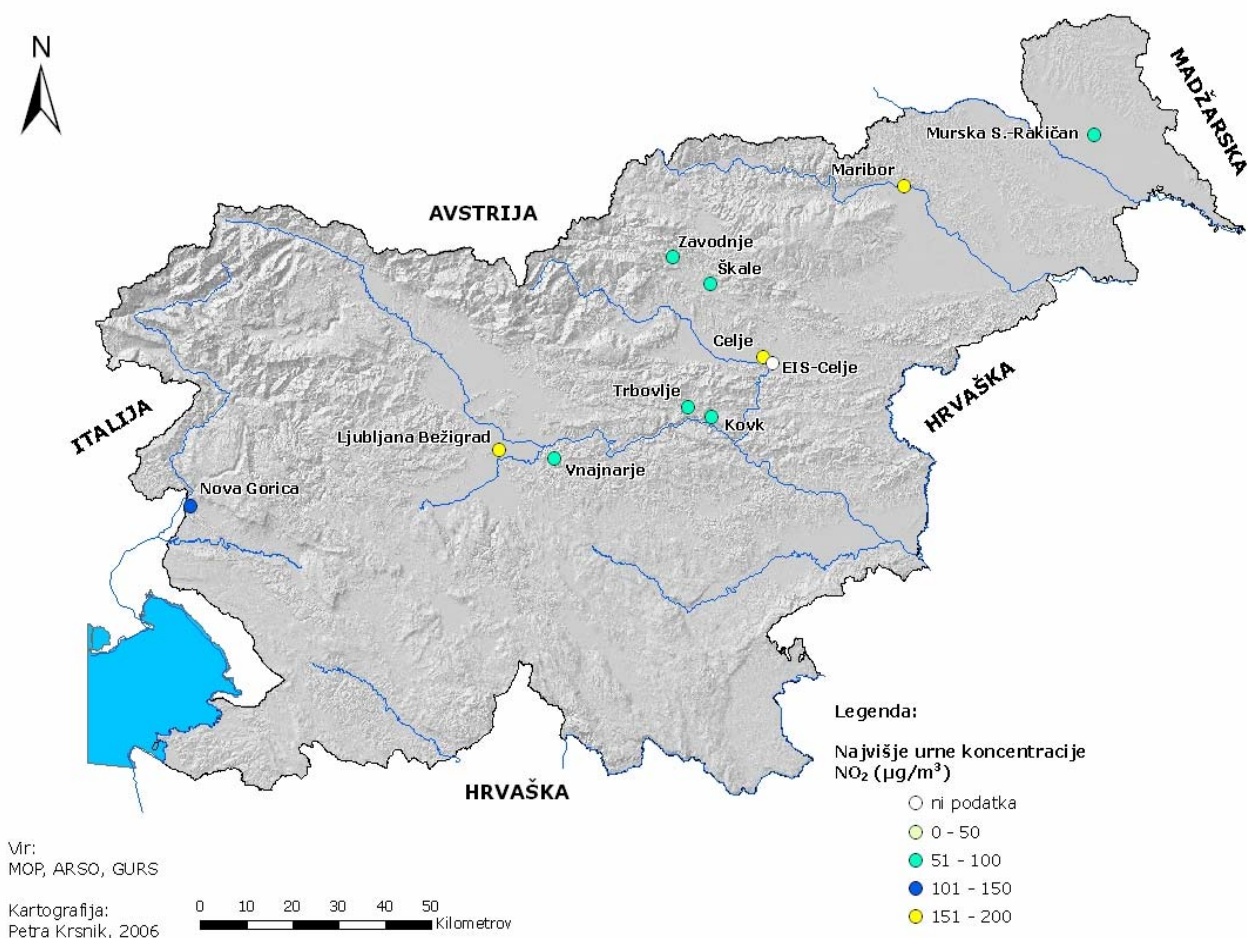 N
MADŽARSKA
Murska S.-Rakičan
Maribor
AVSTRIJA
Zavodnje
Škale
Celje
EIS-Celje
HRVAŠKA
Trbovlje
Kovk
ITALIJA
Ljubljana Bežigrad
Vnajnarje
Nova Gorica
HRVAŠKA
Legenda:
Najvišje urne koncentracije
NO₂ (µg/m³)
ni podatka
0 - 50
51 - 100
101 - 150
151 - 200
Vir:
MOP, ARSO, GURS
Kartografija:
Petra Krsnik, 2006
0 10 20 30 40 50
Kilometrov